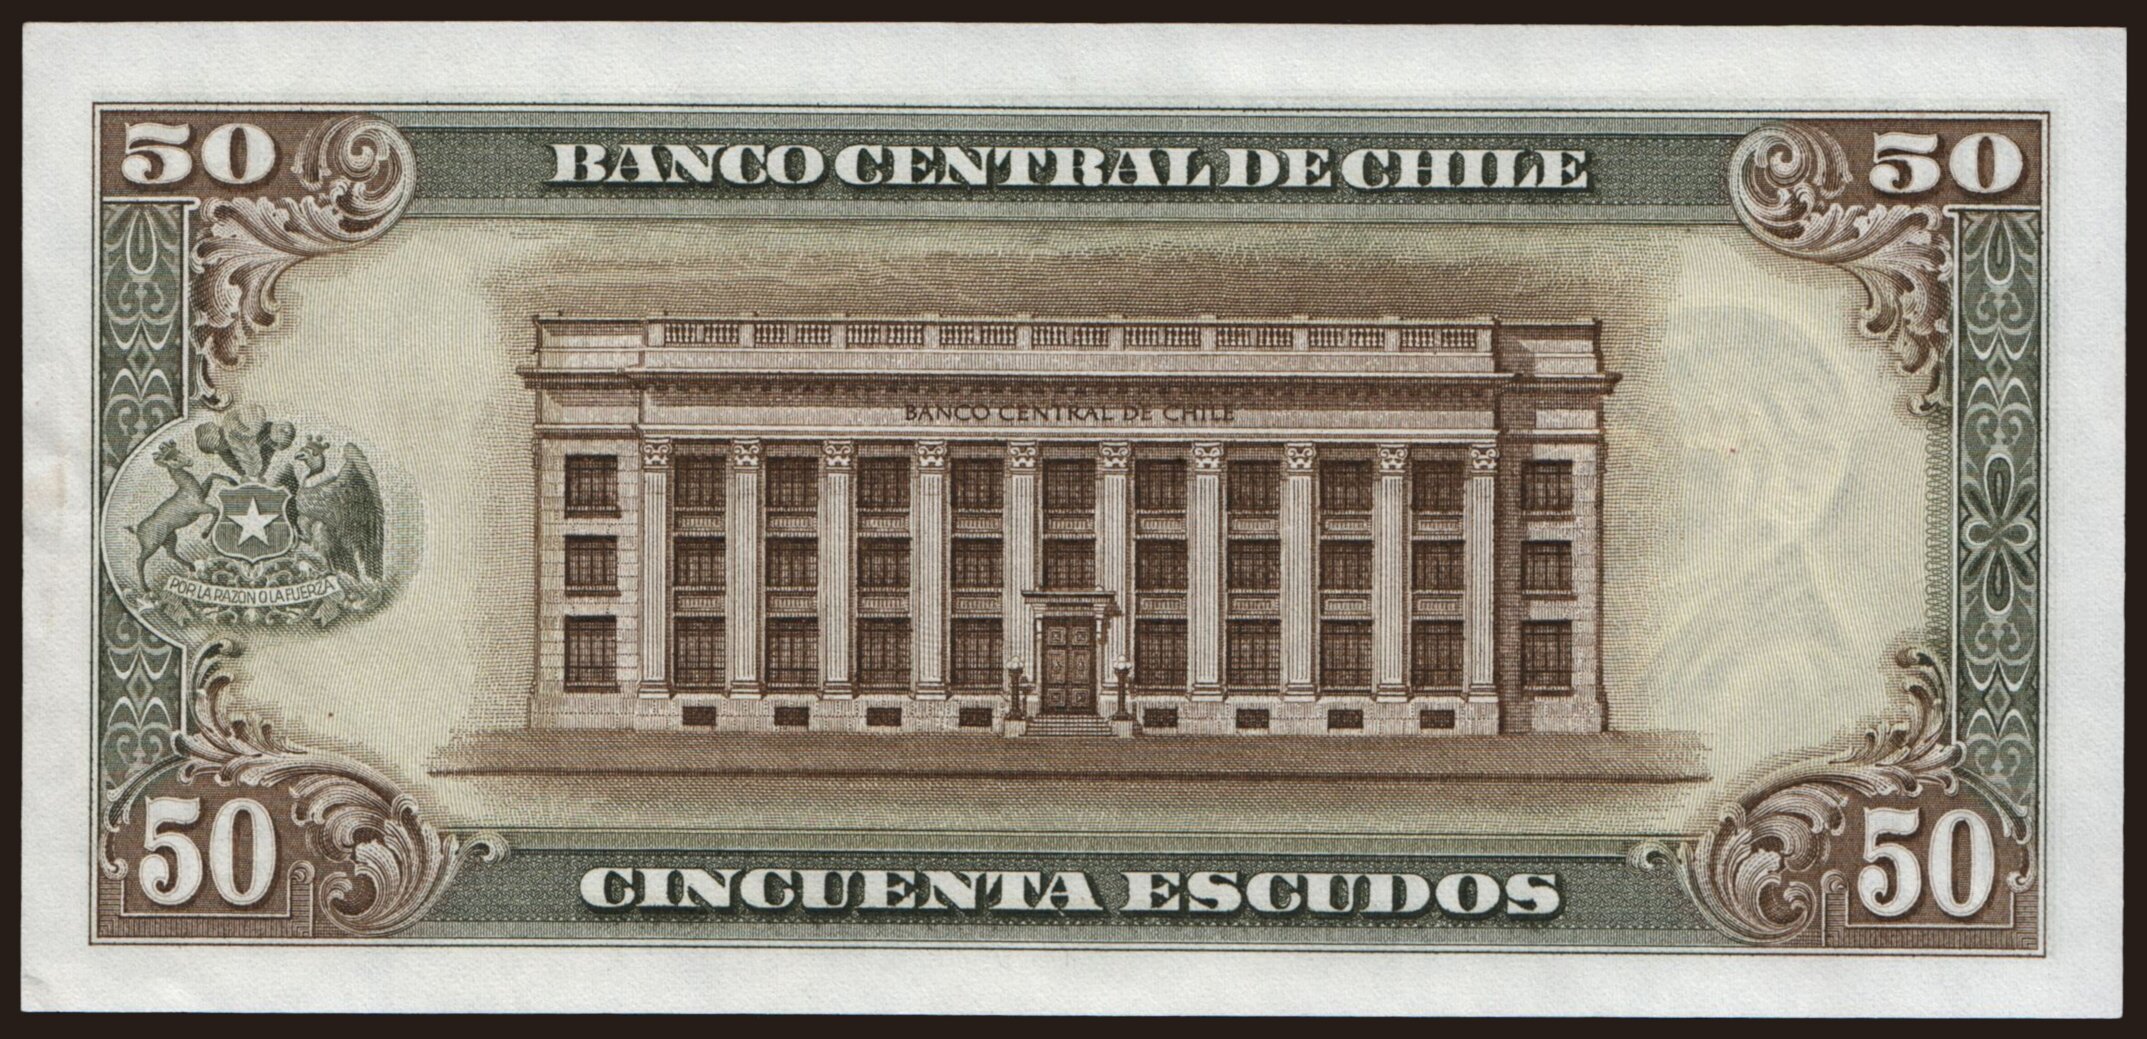 50 BANCO CENTRAL DE CHILE 50
BANCO CENTRAL DE CHILE
POR LA RAZON O LA FUERZA
50 CINCUENTA ESCUDOS 50